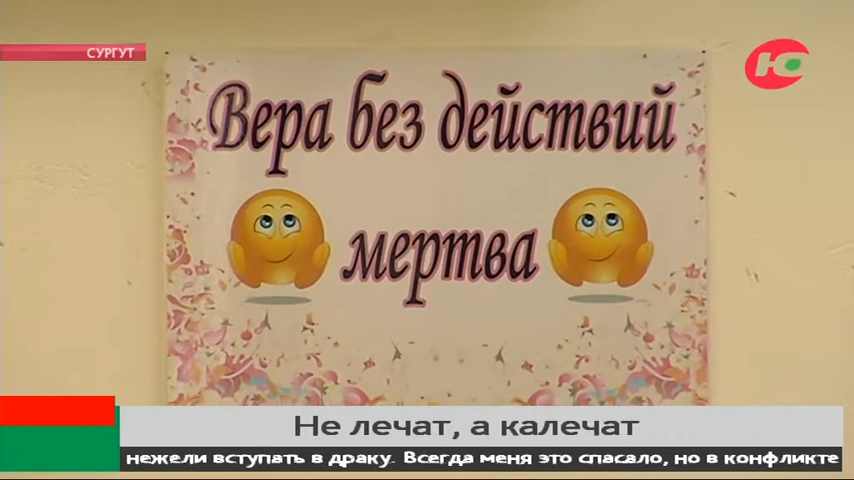 СУРГУТ
Ю
Вера без действий
мертва
Не лечат, а калечат
нежели вступать в драку. Всегда меня это спасало, но в конфликте